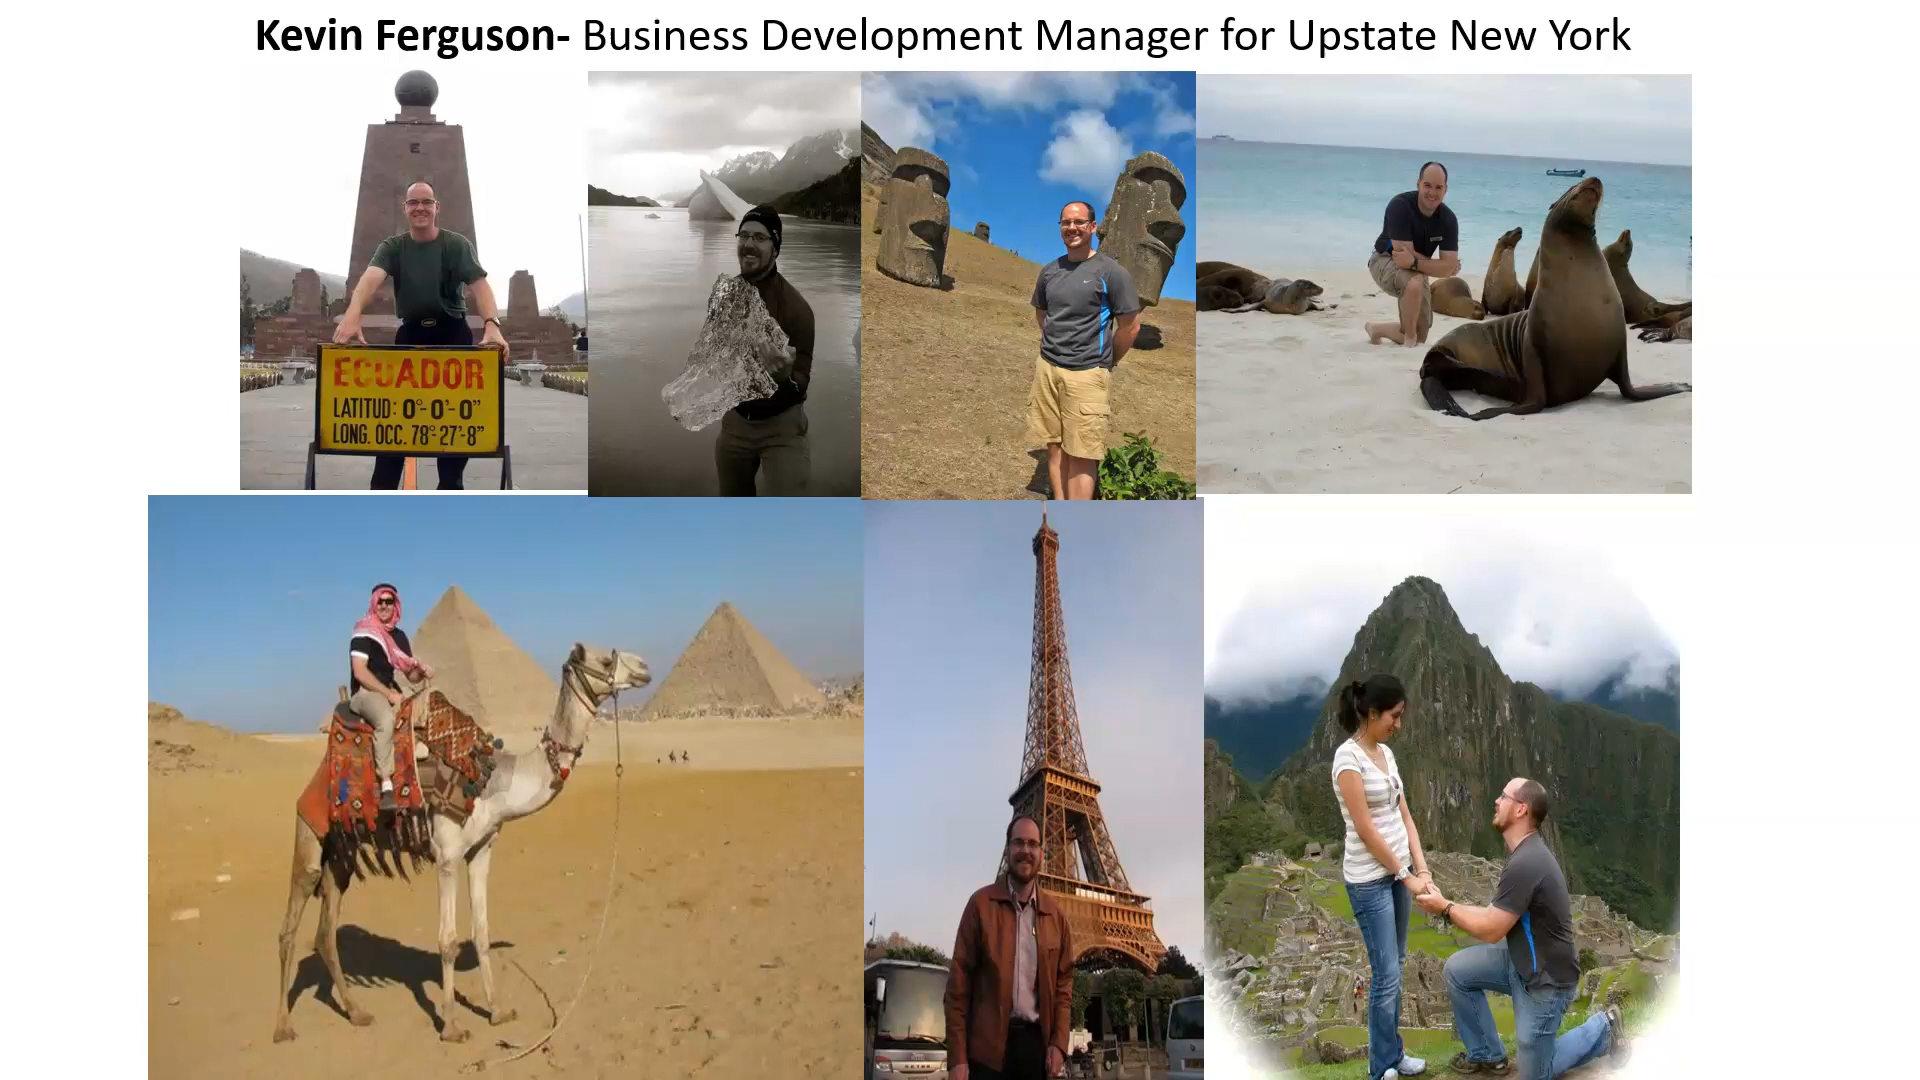 Kevin Ferguson- Business Development Manager for Upstate New York
E
ECUADOR
LATITUD: 0°-0'-0"
LONG. OCC. 78°-27'-8"